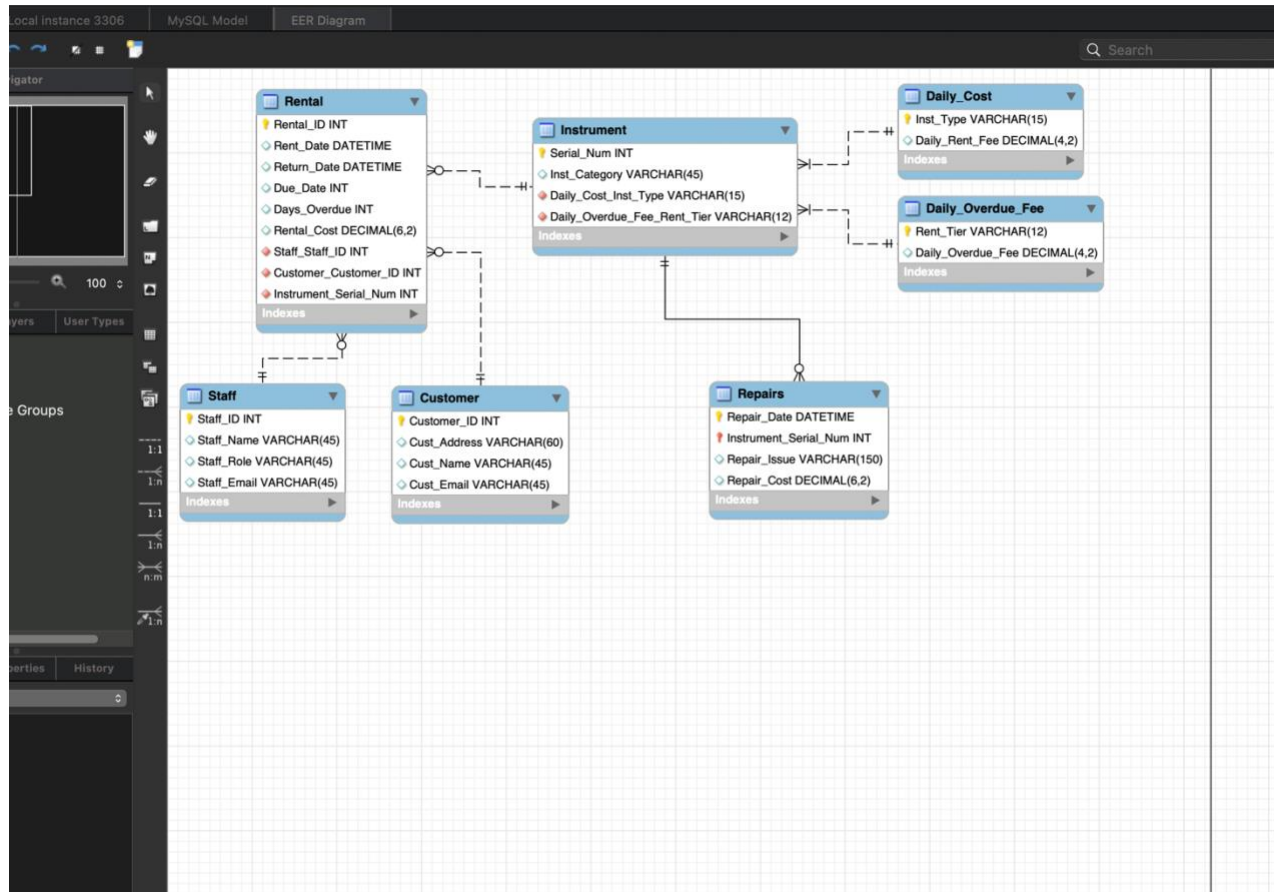 Local instance 3306
MySQL Model
EER Diagram
Search
100
User Types
Groups
History
1:1
1:n
1:1
1:n
n:m
1:n
Rental
Rental_ID INT
Rent_Date DATETIME
Return_Date DATETIME
Due_Date INT
Days_Overdue INT
Rental_Cost DECIMAL(6,2)
Staff_Staff_ID INT
Customer_Customer_ID INT
Instrument_Serial_Num INT
Indexes
Instrument
Serial_Num INT
Inst_Category VARCHAR(45)
Daily_Cost_Inst_Type VARCHAR(15)
Daily_Overdue_Fee_Rent_Tier VARCHAR(12)
Indexes
Daily_Cost
Inst_Type VARCHAR(15)
Daily_Rent_Fee DECIMAL(4,2)
Indexes
Daily_Overdue_Fee
Rent_Tier VARCHAR(12)
Daily_Overdue_Fee DECIMAL(4,2)
Indexes
Staff
Staff_ID INT
Staff_Name VARCHAR(45)
Staff_Role VARCHAR(45)
Staff_Email VARCHAR(45)
Indexes
Customer
Customer_ID INT
Cust_Address VARCHAR(60)
Cust_Name VARCHAR(45)
Cust_Email VARCHAR(45)
Indexes
Repairs
Repair_Date DATETIME
Instrument_Serial_Num INT
Repair_Issue VARCHAR(150)
Repair_Cost DECIMAL(6,2)
Indexes